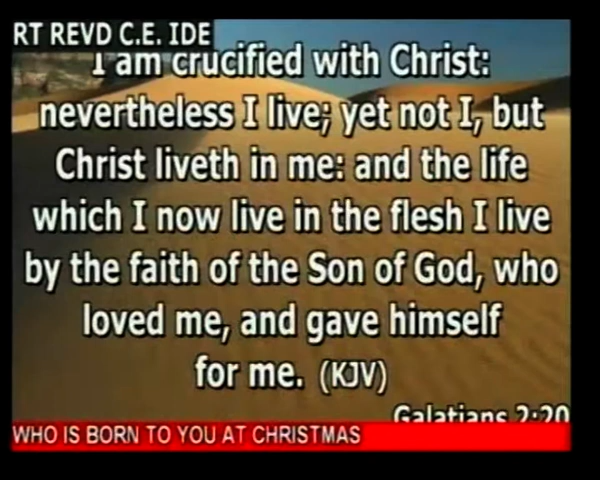 RT REVD C.E. IDE
I am crucified with Christ:
nevertheless I live; yet not I, but
Christ liveth in me: and the life
which I now live in the flesh I live
by the faith of the Son of God, who
loved me, and gave himself
for me. (KJV)
Galatians 2:20
WHO IS BORN TO YOU AT CHRISTMAS